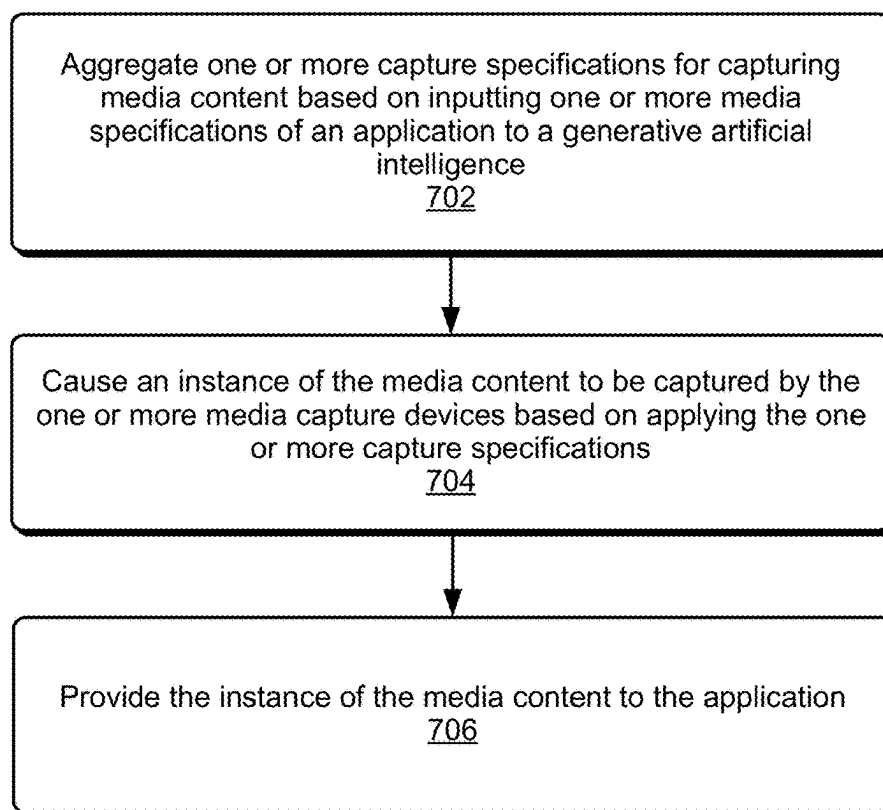 Aggregate one or more capture specifications for capturing
media content based on inputting one or more media
specifications of an application to a generative artificial
intelligence
702
Cause an instance of the media content to be captured by the
one or more media capture devices based on applying the one
or more capture specifications
704
Provide the instance of the media content to the application
706